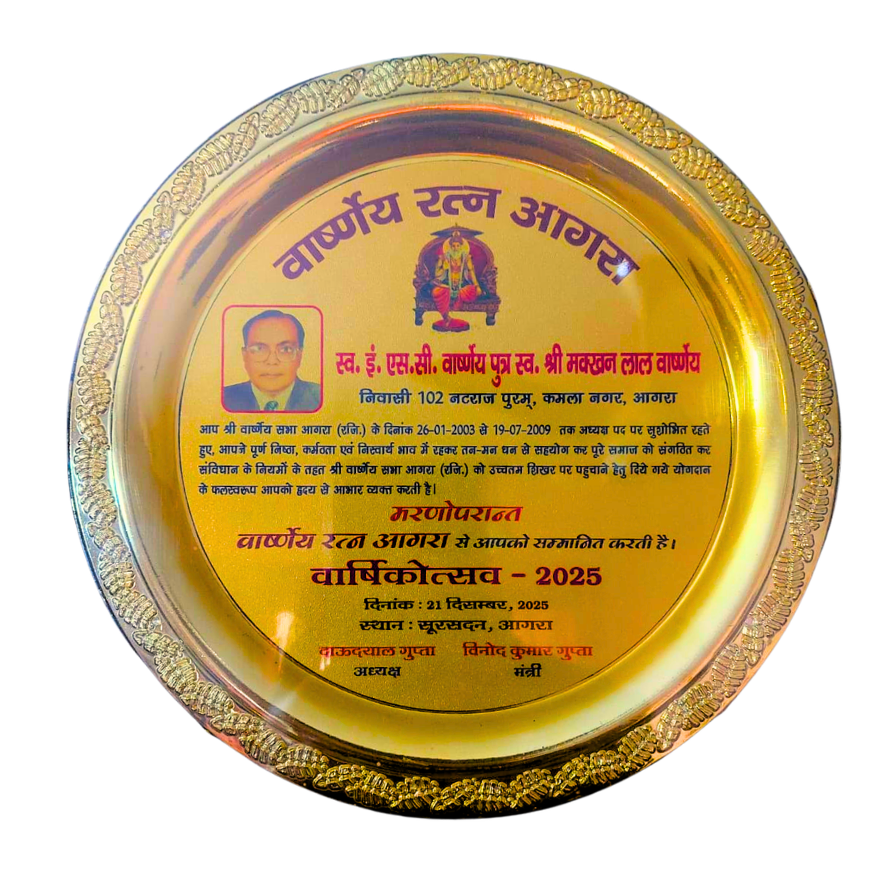 वार्ष्णेय रत्न आगरा
स्व. इं. एस.सी. वार्ष्णेय पुत्र स्व. श्री मक्खन लाल वार्ष्णेय
निवासी 102 नटराज पुरम्, कमला नगर, आगरा
आप श्री वार्ष्णेय सभा आगरा (रजि.) के दिनांक 26-01-2003 से 19-07-2009 तक अध्यक्ष पद पर सुशोभित रहते
हुए, आपने पूर्ण निष्ठा, कर्मठता एवं निस्वार्थ भाव में रहकर तन-मन धन से सहयोग कर पूरे समाज को संगठित कर
संविधान के नियमों के तहत श्री वार्ष्णेय सभा आगरा (रजि.) को उच्चतम शिखर पर पहुचाने हेतु दिये गये योगदान
के फलस्वरूप आपको हृदय से आभार व्यक्त करती है।
मरणोपरान्त
वार्ष्णेय रत्न आगरा से आपको सम्मानित करती है।
वार्षिकोत्सव - 2025
दिनांक : 21 दिसम्बर, 2025
स्थान : सूरसदन, आगरा
दाऊदयाल गुप्ता विनोद कुमार गुप्ता
अध्यक्ष मंत्री